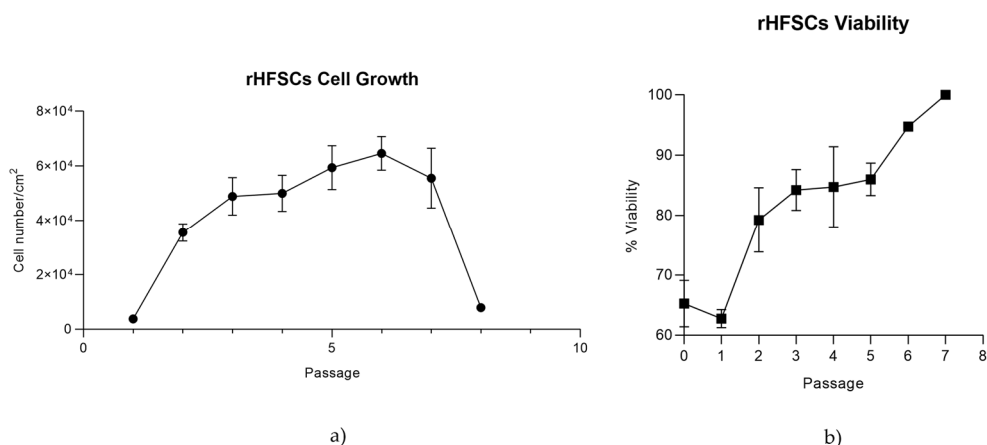 rHFSCs Cell Growth
8×10⁴
6×10⁴
4×10⁴
2×10⁴
0
Cell number/cm²
0 5 10
Passage
a)
rHFSCs Viability
100
90
80
70
60
% Viability
0 1 2 3 4 5 6 7 8
Passage
b)